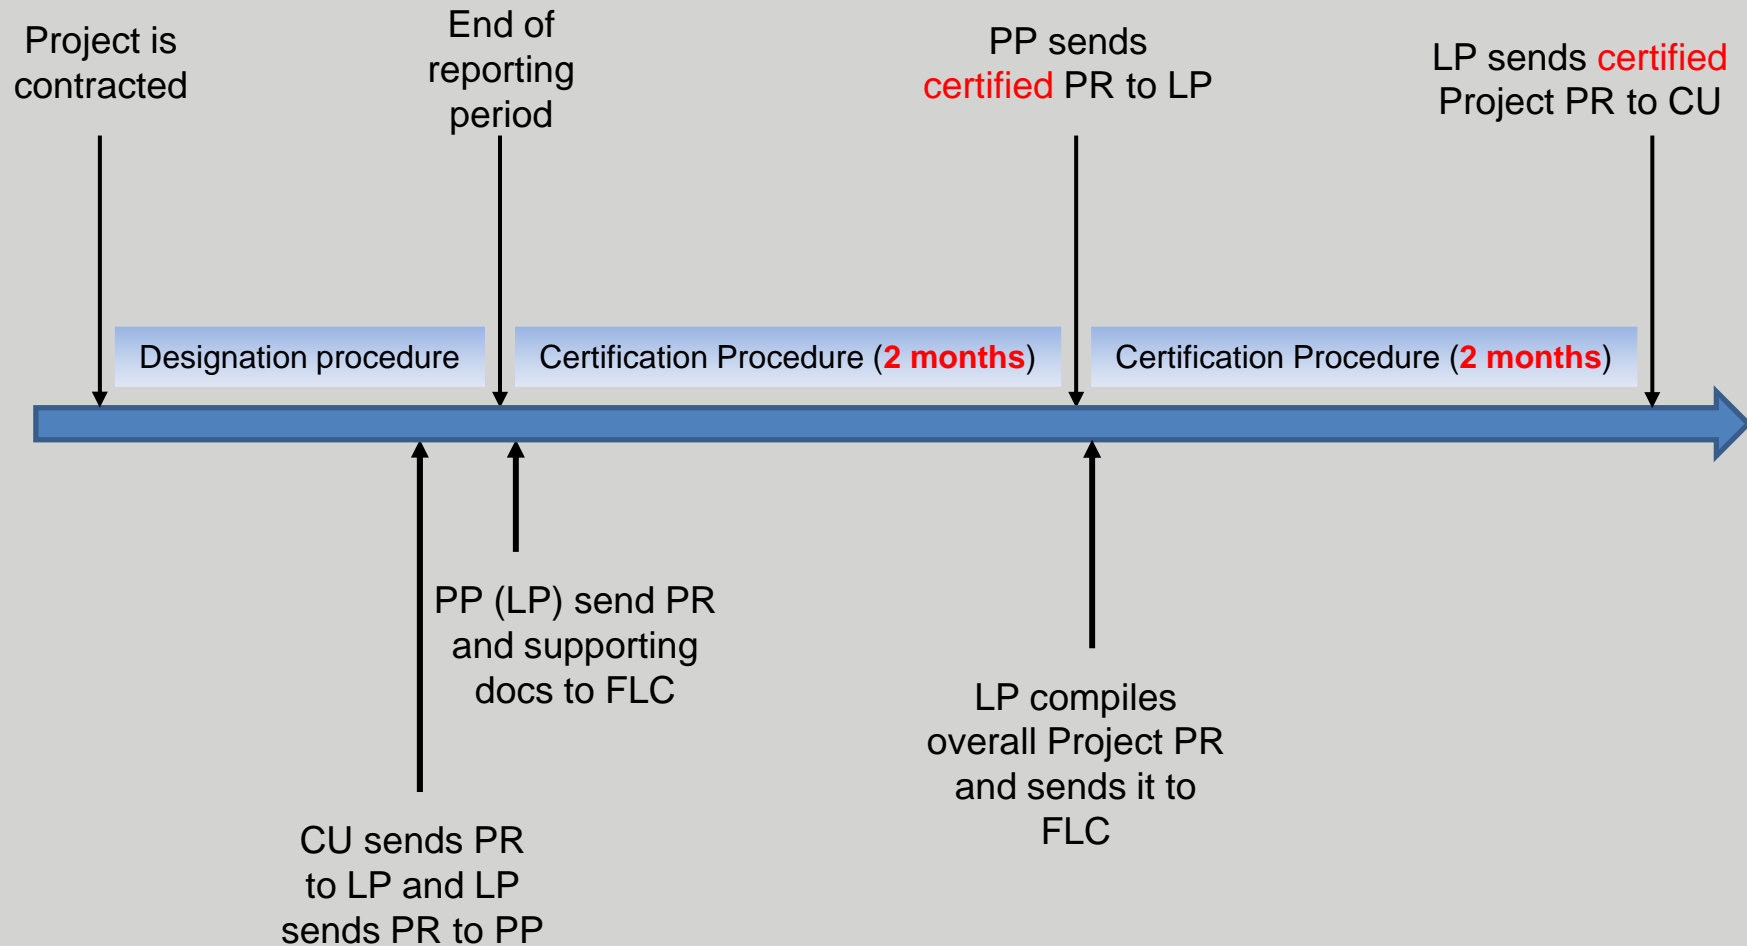 Project is
contracted
End of
reporting
period
PP sends
certified PR to LP
LP sends certified
Project PR to CU
Designation procedure
Certification Procedure (2 months)
Certification Procedure (2 months)
PP (LP) send PR
and supporting
docs to FLC
LP compiles
overall Project PR
and sends it to
FLC
CU sends PR
to LP and LP
sends PR to PP